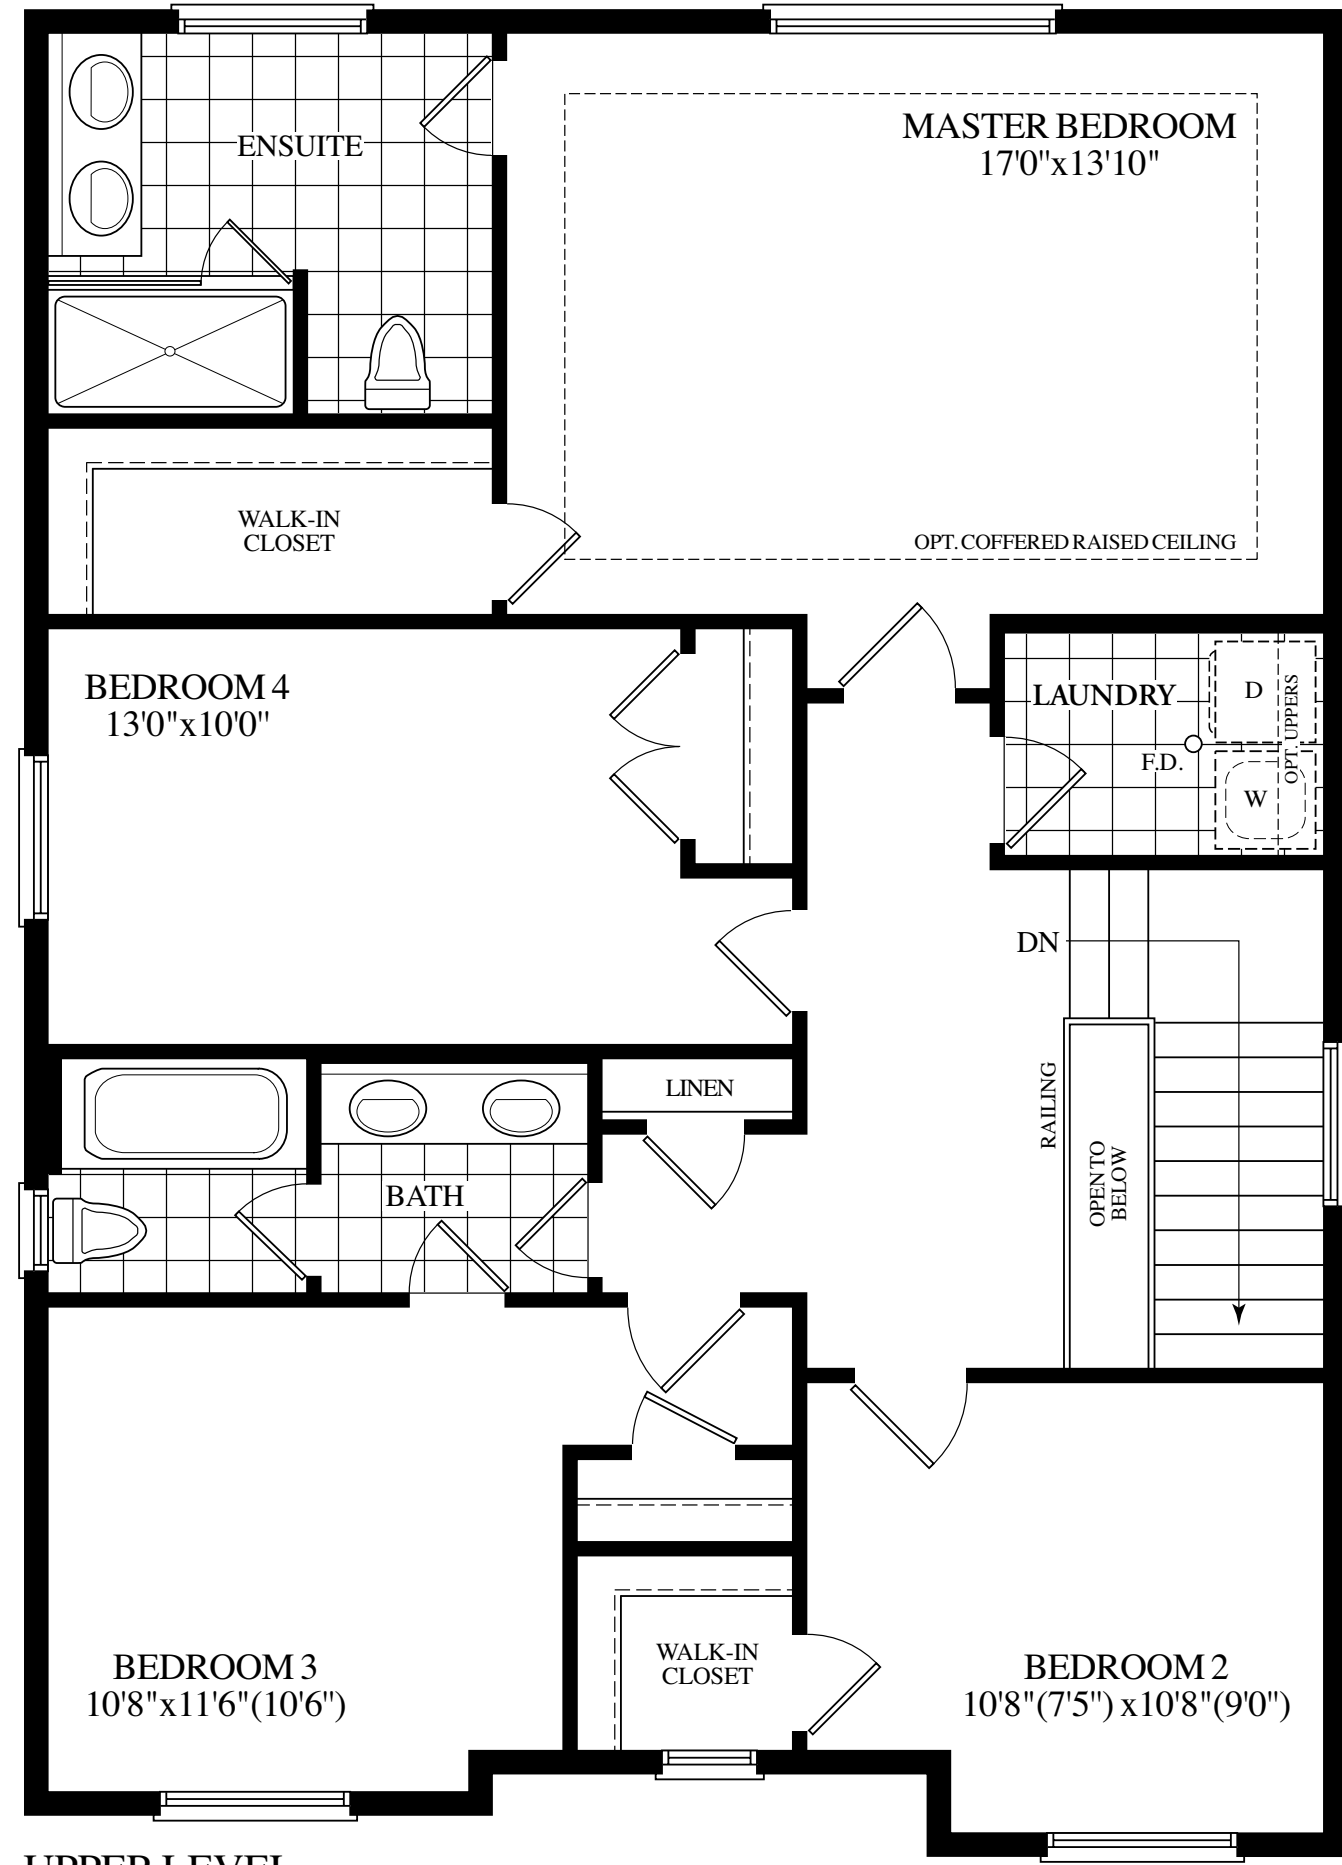 ENSUITE
MASTER BEDROOM
17'0"x13'10"
WALK-IN
CLOSET
OPT. COFFERED RAISED CEILING
BEDROOM 4
13'0"x10'0"
LAUNDRY
D
OPT. UPPERS
F.D.
W
DN
LINEN
RAILING
OPEN TO
BELOW
BATH
BEDROOM 3
10'8"x11'6"(10'6")
WALK-IN
CLOSET
BEDROOM 2
10'8"(7'5") x10'8"(9'0")
UPPER LEVEL